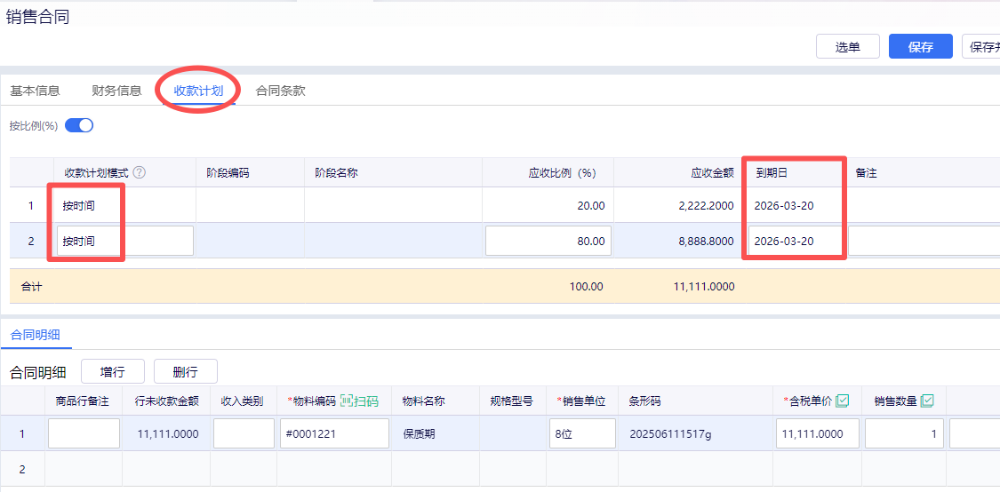 销售合同
选单 保存 保存并
基本信息 财务信息 收款计划 合同条款
按比例(%)
收款计划模式 ? 阶段编码 阶段名称 应收比例（%） 应收金额 到期日 备注
1 按时间 20.00 2,222.2000 2026-03-20
2 按时间 80.00 8,888.8000 2026-03-20
合计 100.00 11,111.0000
合同明细
合同明细 增行 删行
商品行备注 行未收款金额 收入类别 *物料编码 扫码 物料名称 规格型号 *销售单位 条形码 *含税单价 销售数量
1 11,111.0000 #0001221 保质期 8位 202506111517g 11,111.0000 1
2